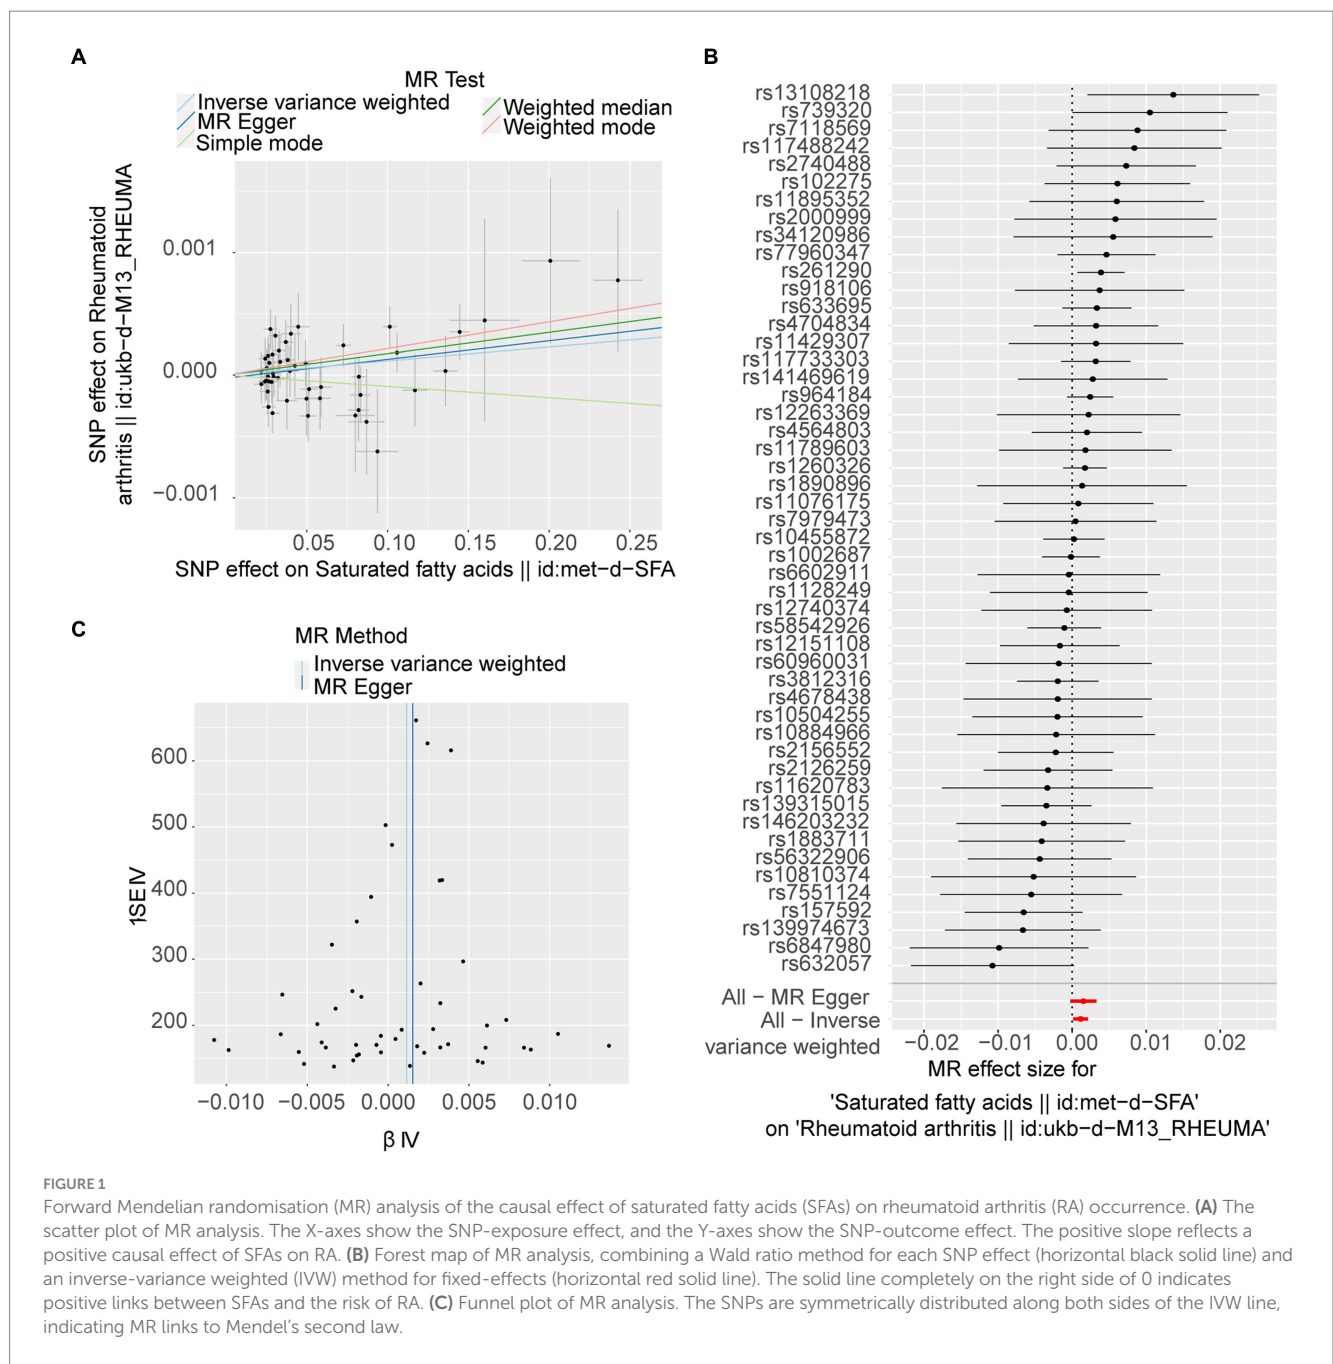 A
MR Test
Inverse variance weighted
MR Egger
Simple mode
Weighted median
Weighted mode
SNP effect on Rheumatoid
arthritis || id:ukb−d−M13_RHEUMA
0.001
0.000
−0.001
0.05 0.10 0.15 0.20 0.25
SNP effect on Saturated fatty acids || id:met−d−SFA
B
rs13108218
rs739320
rs7118569
rs117488242
rs2740488
rs102275
rs11895352
rs2000999
rs34120986
rs77960347
rs261290
rs918106
rs633695
rs4704834
rs11429307
rs117733303
rs141469619
rs964184
rs12263369
rs4564803
rs11789603
rs1260326
rs1890896
rs11076175
rs7979473
rs10455872
rs1002687
rs6602911
rs1128249
rs12740374
rs58542926
rs12151108
rs60960031
rs3812316
rs4678438
rs10504255
rs10884966
rs2156552
rs2126259
rs11620783
rs139315015
rs146203232
rs1883711
rs56322906
rs10810374
rs7551124
rs157592
rs139974673
rs6847980
rs632057
All − MR Egger
All − Inverse
variance weighted
−0.02 −0.01 0.00 0.01 0.02
MR effect size for
'Saturated fatty acids || id:met−d−SFA'
on 'Rheumatoid arthritis || id:ukb−d−M13_RHEUMA'
C
MR Method
Inverse variance weighted
MR Egger
1SE IV
600
500
400
300
200
−0.010 −0.005 0.000 0.005 0.010
β IV
FIGURE 1
Forward Mendelian randomisation (MR) analysis of the causal effect of saturated fatty acids (SFAs) on rheumatoid arthritis (RA) occurrence. (A) The
scatter plot of MR analysis. The X-axes show the SNP-exposure effect, and the Y-axes show the SNP-outcome effect. The positive slope reflects a
positive causal effect of SFAs on RA. (B) Forest map of MR analysis, combining a Wald ratio method for each SNP effect (horizontal black solid line) and
an inverse-variance weighted (IVW) method for fixed-effects (horizontal red solid line). The solid line completely on the right side of 0 indicates
positive links between SFAs and the risk of RA. (C) Funnel plot of MR analysis. The SNPs are symmetrically distributed along both sides of the IVW line,
indicating MR links to Mendel's second law.